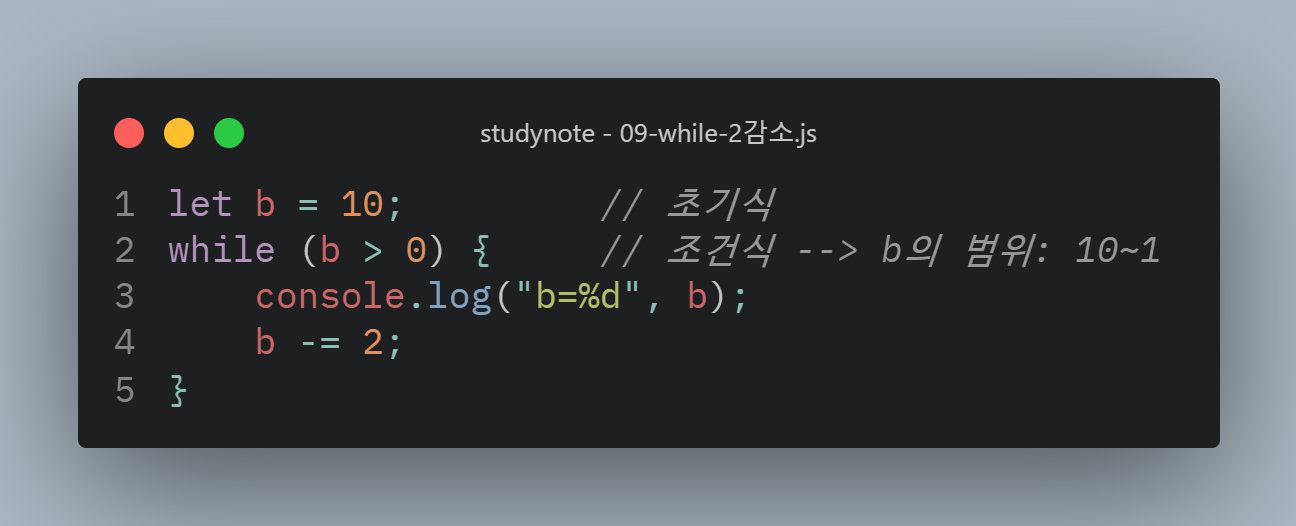 studynote - 09-while-2감소.js
1 let b = 10;         // 초기식
2 while (b > 0) {     // 조건식 --> b의 범위: 10~1
3     console.log("b=%d", b);
4     b -= 2;
5 }